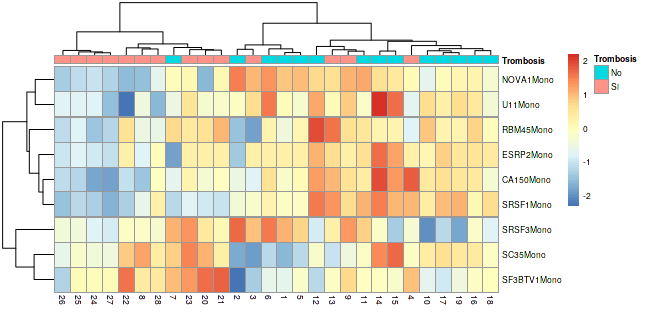 Trombosis
NOVA1Mono
U11Mono
RBM45Mono
ESRP2Mono
CA150Mono
SRSF1Mono
SRSF3Mono
SC35Mono
SF3BTV1Mono
26 25 24 27 22 8 28 7 23 20 21 2 3 6 1 5 12 13 9 11 14 15 4 10 17 19 16 18
2
1
0
-1
-2
Trombosis
No
SI